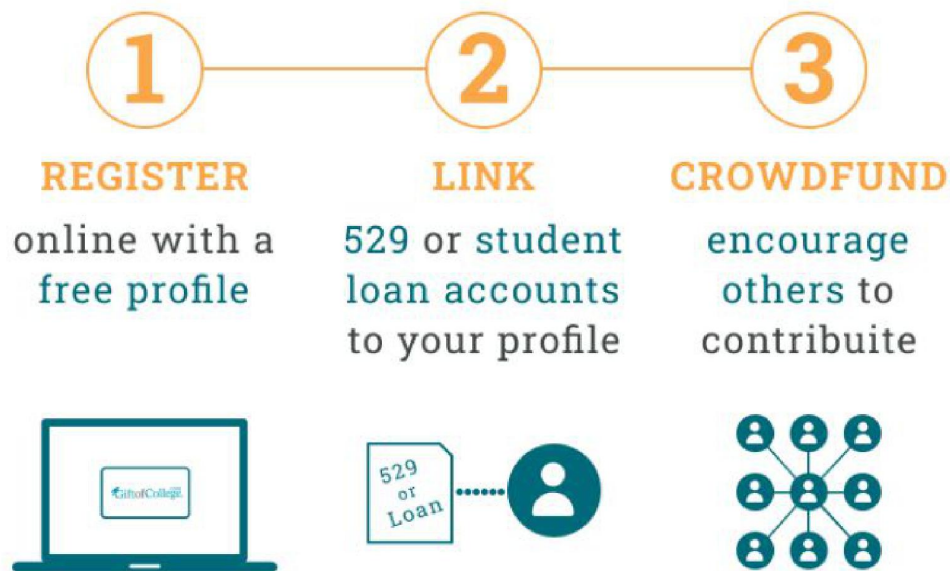 1
2
3
REGISTER
online with a
free profile
LINK
529 or student
loan accounts
to your profile
CROWDFUND
encourage
others to
contribuite
GiftofCollege
529
or
Loan